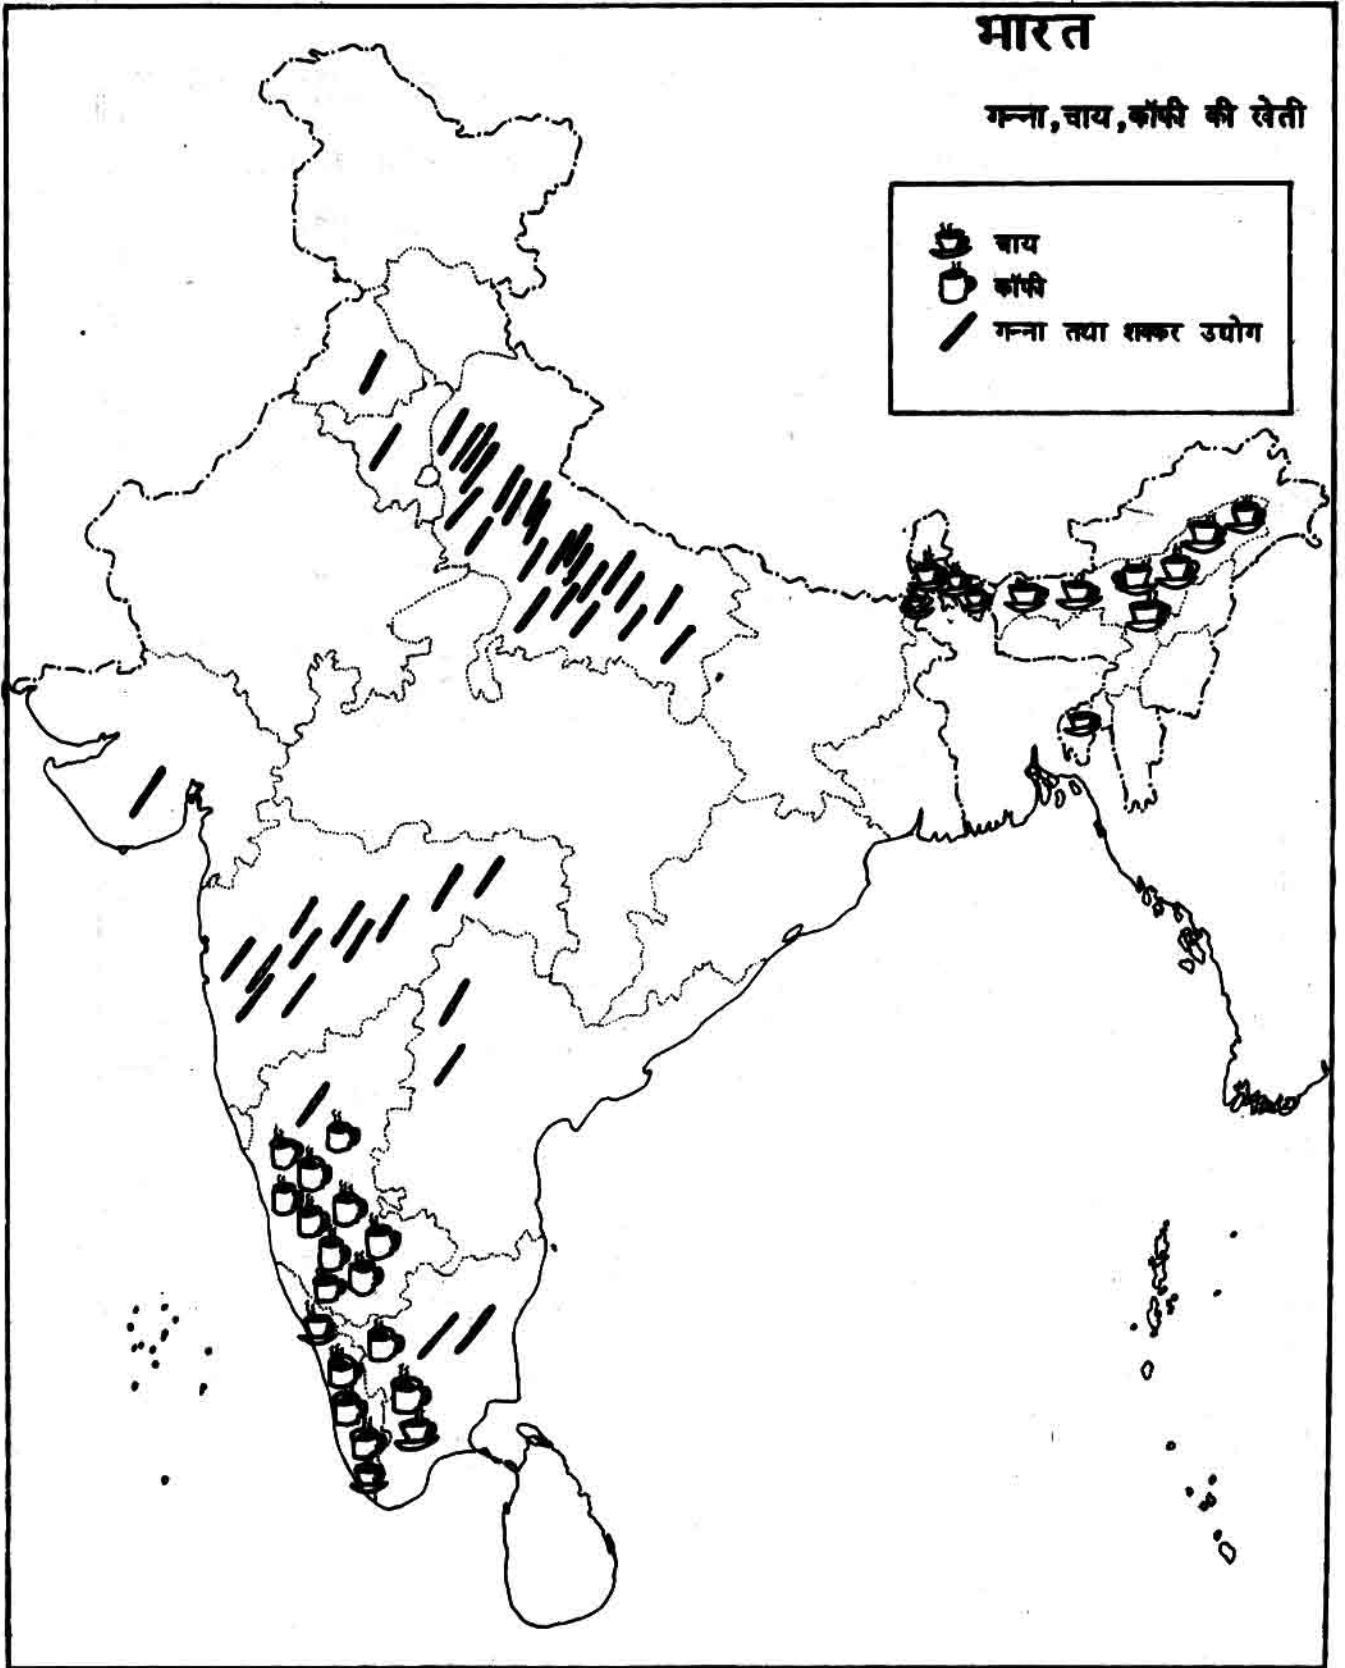 भारत
गन्ना,चाय,कॉफी की खेती
चाय
कॉफी
गन्ना तथा शक्कर उद्योग